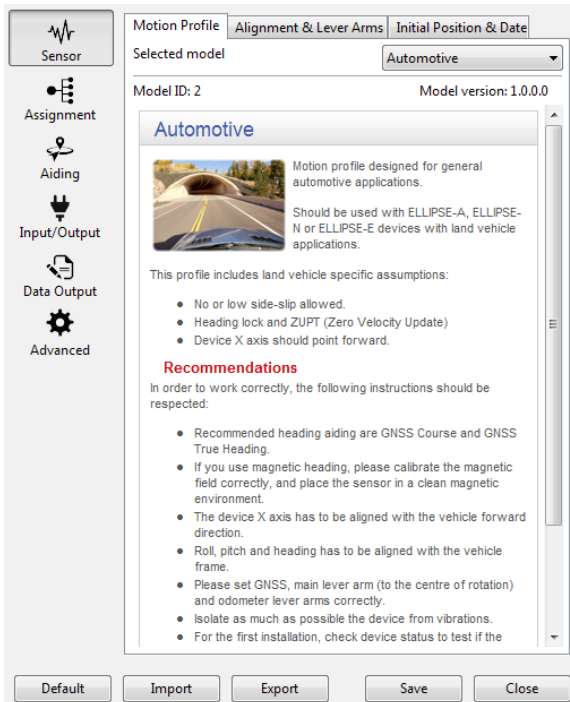 Sensor
Assignment
Aiding
Input/Output
Data Output
Advanced
Motion Profile
Alignment & Lever Arms
Initial Position & Date
Selected model
Automotive
Model ID: 2
Model version: 1.0.0.0
Automotive
Motion profile designed for general
automotive applications.
Should be used with ELLIPSE-A, ELLIPSE-
N or ELLIPSE-E devices with land vehicle
applications.
This profile includes land vehicle specific assumptions:
● No or low side-slip allowed.
● Heading lock and ZUPT (Zero Velocity Update)
● Device X axis should point forward.
Recommendations
In order to work correctly, the following instructions should be
respected:
● Recommended heading aiding are GNSS Course and GNSS
True Heading.
● If you use magnetic heading, please calibrate the magnetic
field correctly, and place the sensor in a clean magnetic
environment.
● The device X axis has to be aligned with the vehicle forward
direction.
● Roll, pitch and heading has to be aligned with the vehicle
frame.
● Please set GNSS, main lever arm (to the centre of rotation)
and odometer lever arms correctly.
● Isolate as much as possible the device from vibrations.
● For the first installation, check device status to test if the
Default
Import
Export
Save
Close